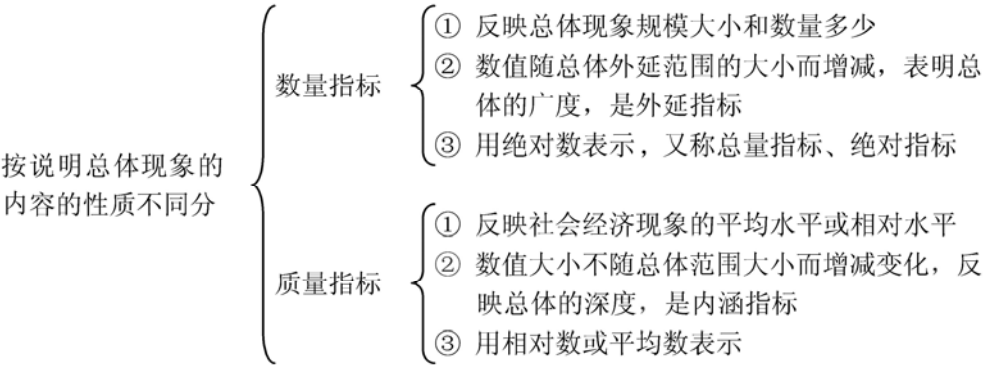 按说明总体现象的
内容的性质不同分
数量指标
① 反映总体现象规模大小和数量多少
② 数值随总体外延范围的大小而增减，表明总
体的广度，是外延指标
③ 用绝对数表示，又称总量指标、绝对指标
质量指标
① 反映社会经济现象的平均水平或相对水平
② 数值大小不随总体范围大小而增减变化，反
映总体的深度，是内涵指标
③ 用相对数或平均数表示